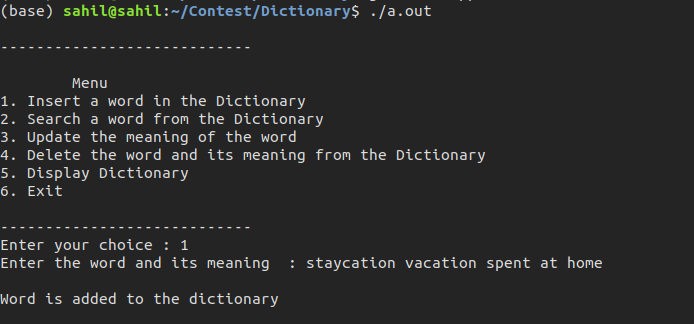 (base) sahil@sahil:~/Contest/Dictionary$ ./a.out
----------------------------
Menu
1. Insert a word in the Dictionary
2. Search a word from the Dictionary
3. Update the meaning of the word
4. Delete the word and its meaning from the Dictionary
5. Display Dictionary
6. Exit
----------------------------
Enter your choice : 1
Enter the word and its meaning  : staycation vacation spent at home
Word is added to the dictionary